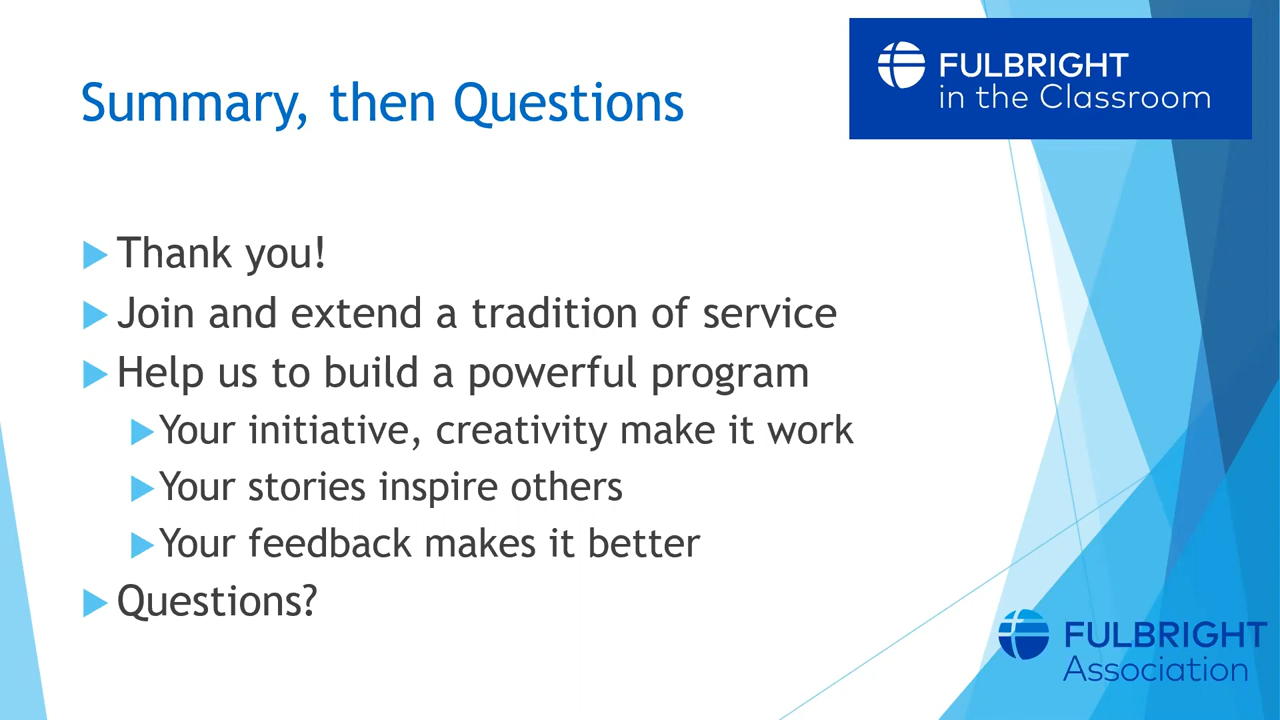 FULBRIGHT
in the Classroom
Summary, then Questions
Thank you!
Join and extend a tradition of service
Help us to build a powerful program
Your initiative, creativity make it work
Your stories inspire others
Your feedback makes it better
Questions?
FULBRIGHT
Association